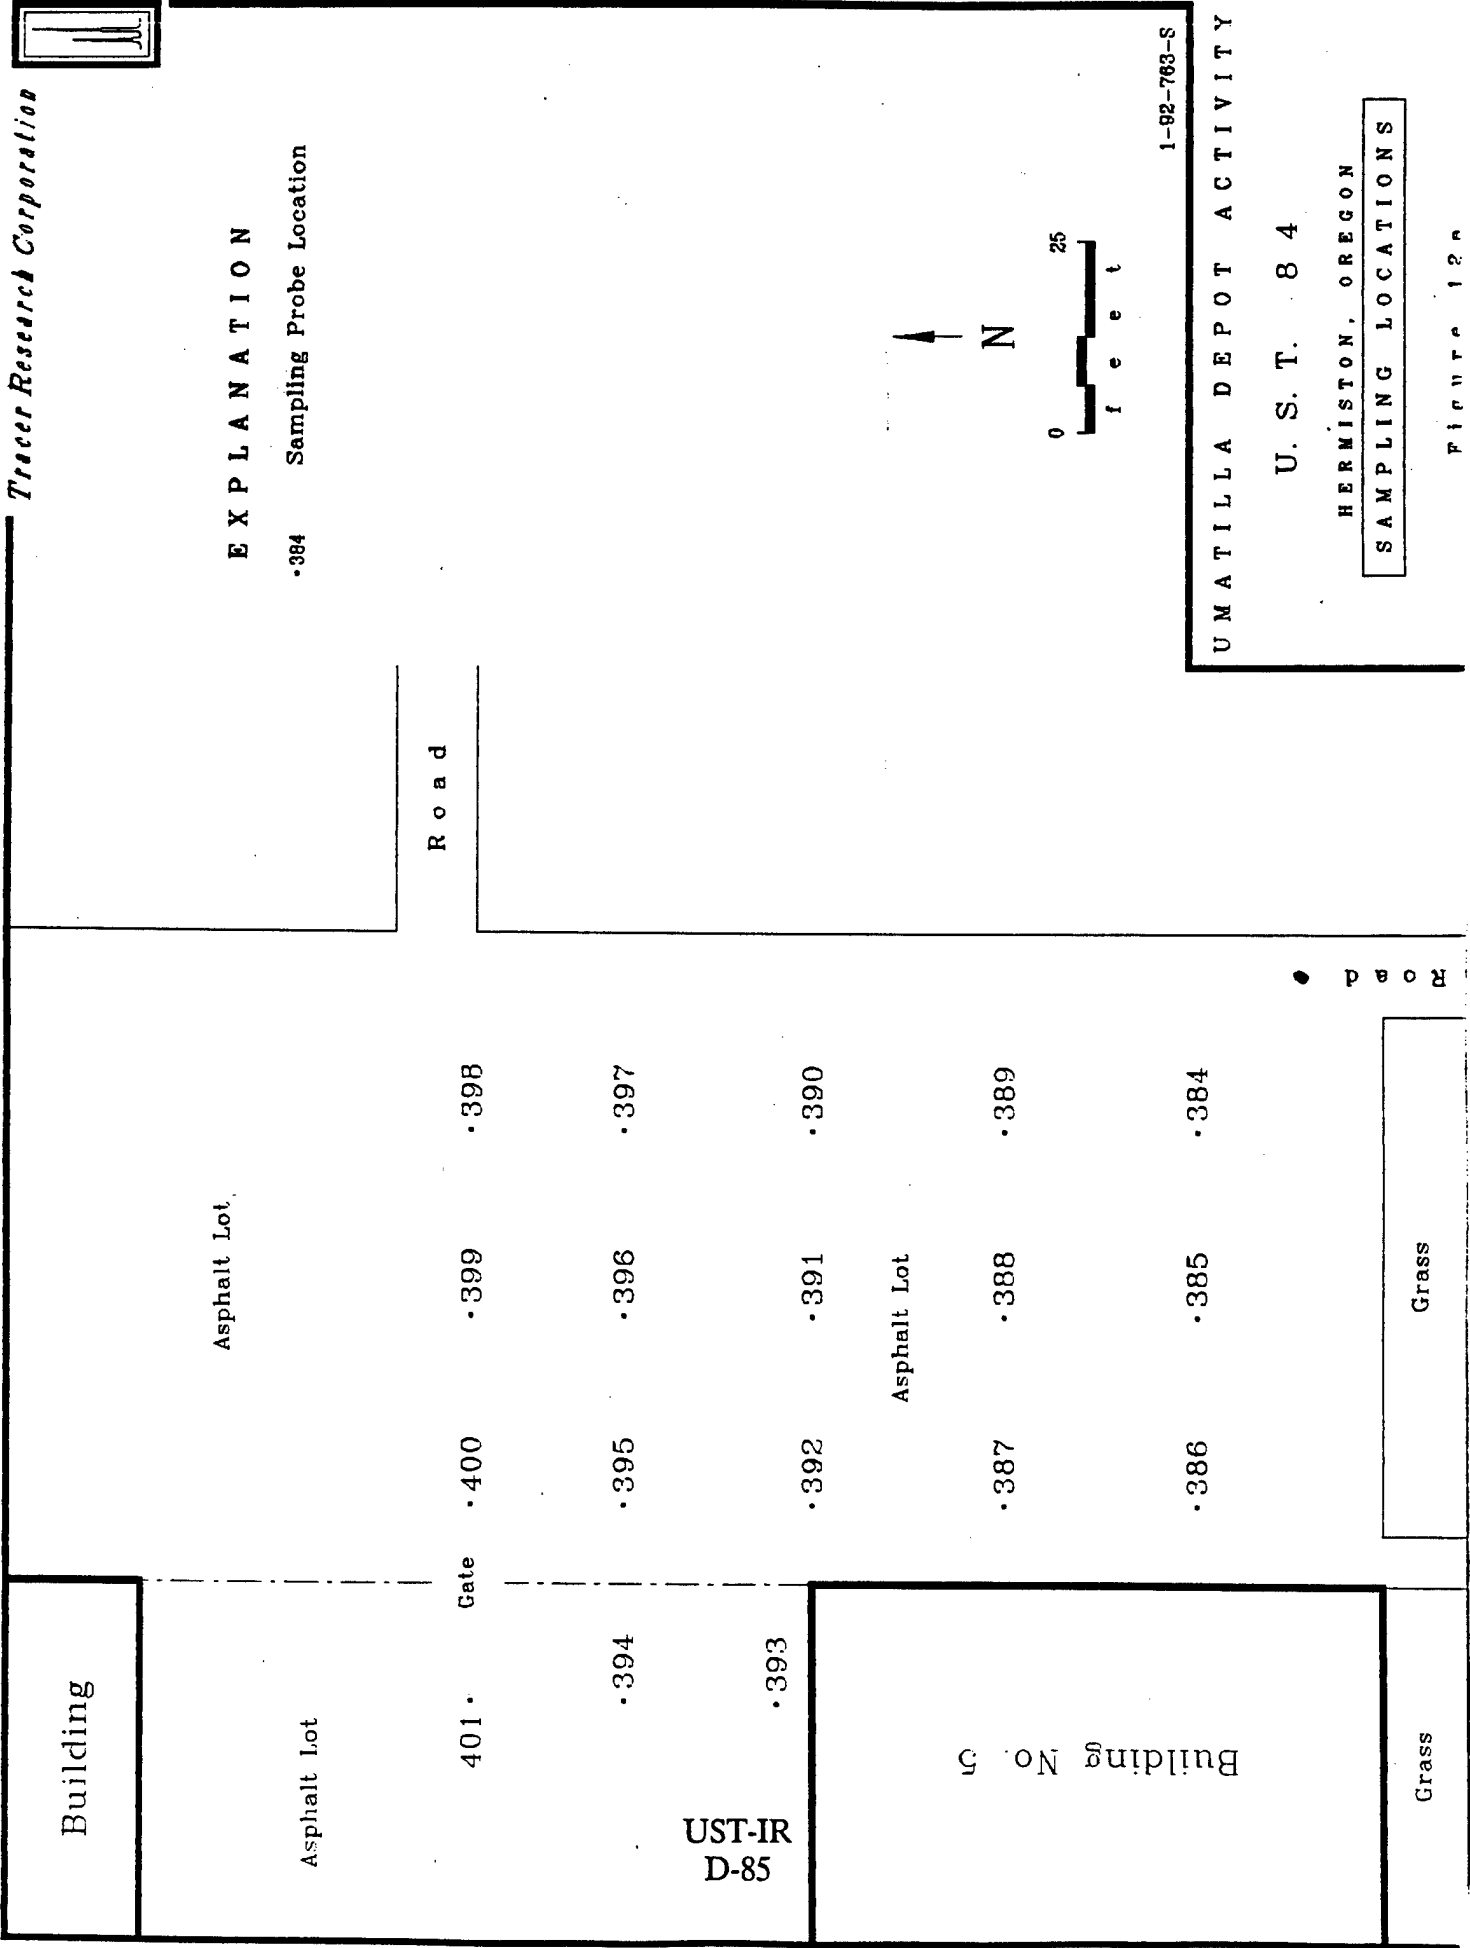 Tracer Research Corporation
EXPLANATION
·384 Sampling Probe Location
Building
Asphalt Lot
Asphalt Lot
Road
401·
Gate
·400
·399
·398
·394
·395
·396
·397
·393
·392
·391
·390
Asphalt Lot
·387
·388
·389
·386
·385
·384
Building No. 5
Grass
Grass
Road
N
0 25
feet
1-92-763-S
UMATILLA DEPOT ACTIVITY
U.S.T. 84
HERMISTON, OREGON
SAMPLING LOCATIONS
UST-IR
D-85